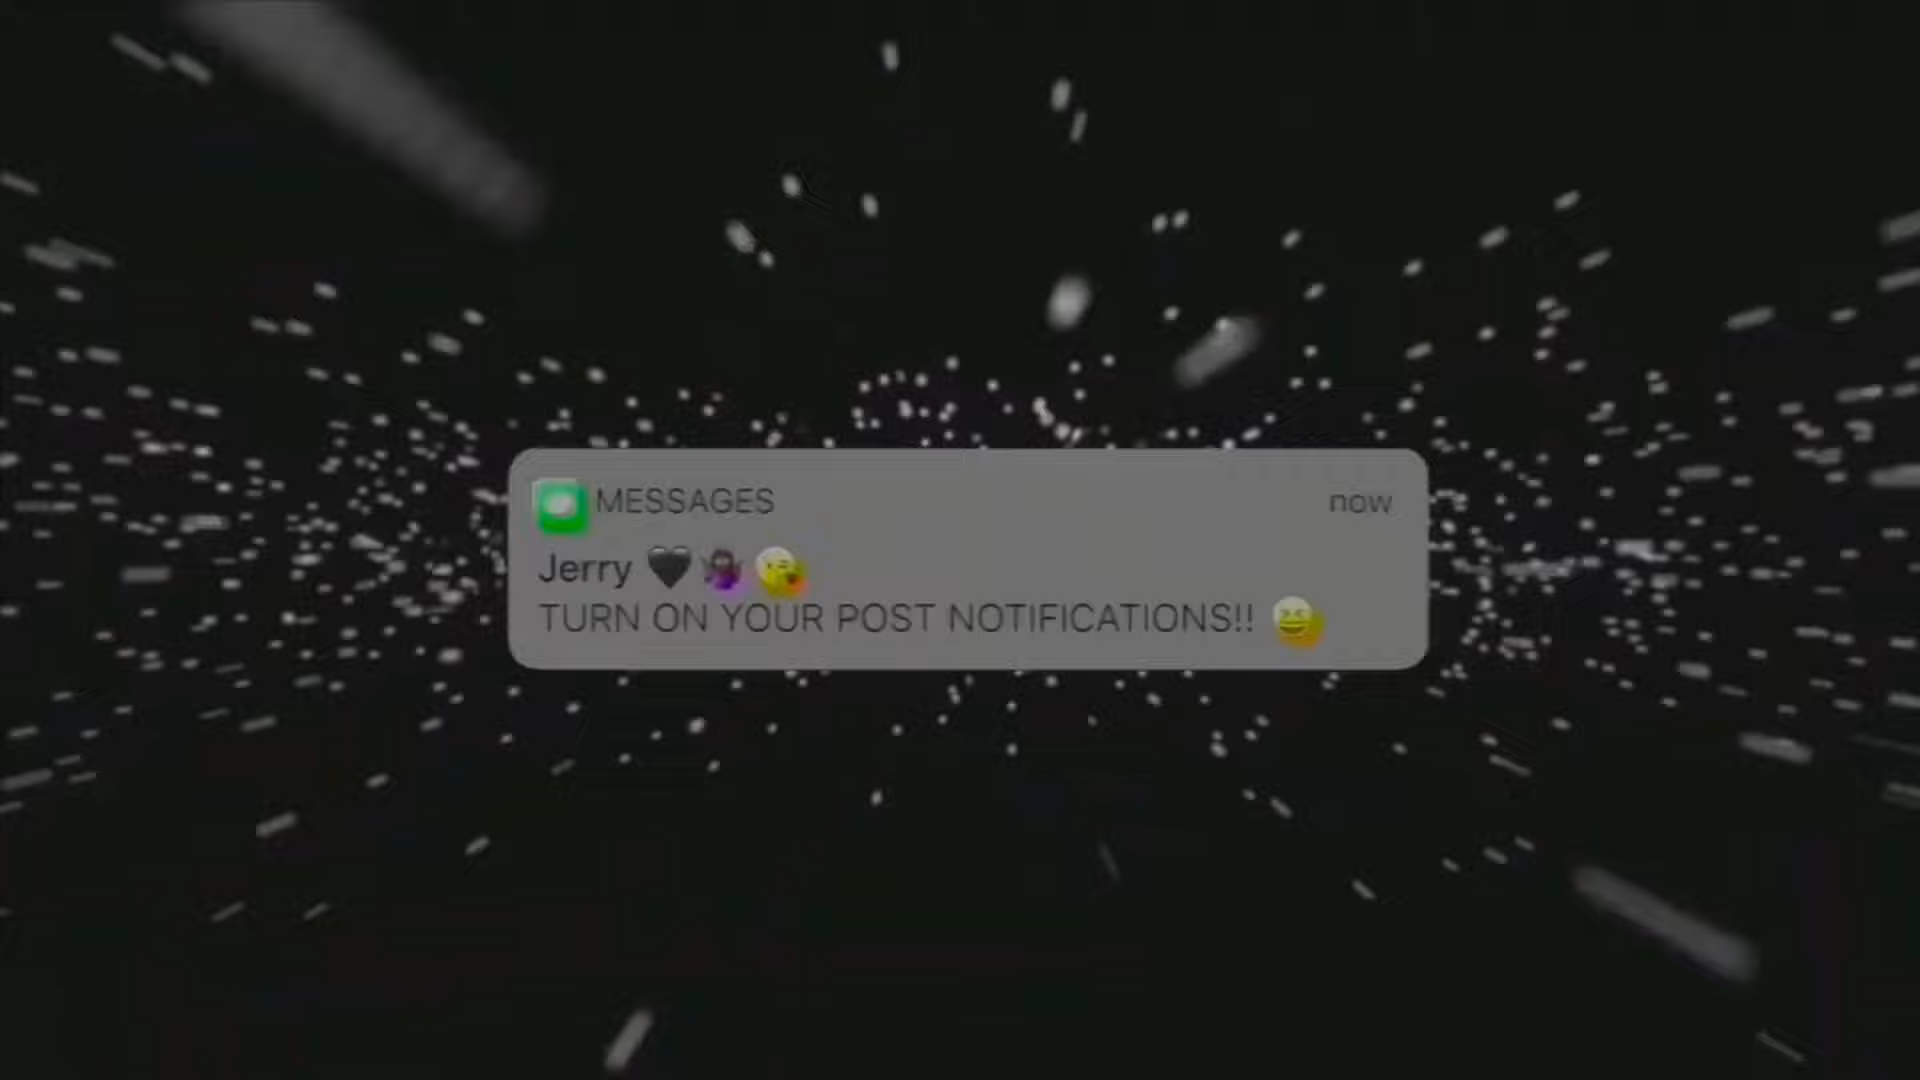 MESSAGES now
Jerry 🖤🤷🏿‍♀️😘
TURN ON YOUR POST NOTIFICATIONS!! 😆